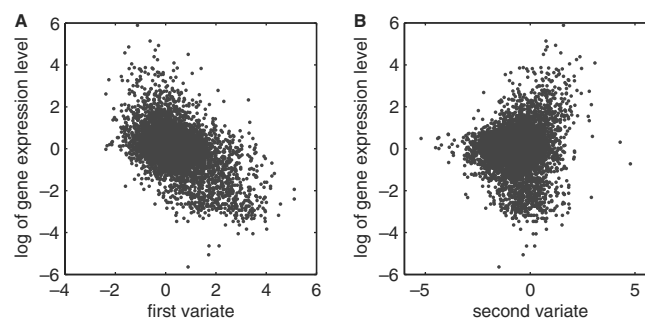 A
log of gene expression level
6
4
2
0
−2
−4
−6
−4 −2 0 2 4 6
first variate
B
log of gene expression level
6
4
2
0
−2
−4
−6
−5 0 5
second variate